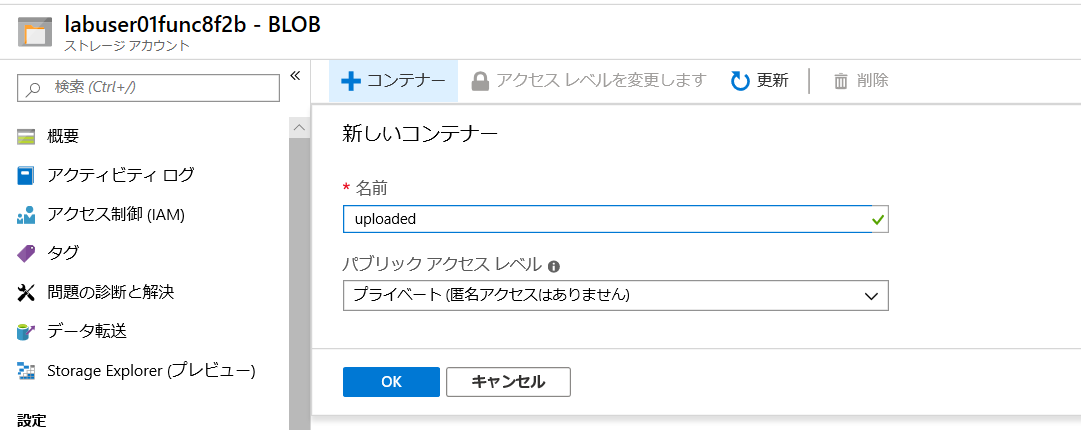 labuser01func8f2b - BLOB
ストレージ アカウント
検索 (Ctrl+/)
概要
アクティビティ ログ
アクセス制御 (IAM)
タグ
問題の診断と解決
データ転送
Storage Explorer (プレビュー)
設定
コンテナー アクセス レベルを変更します 更新 削除
新しいコンテナー
* 名前
uploaded
パブリック アクセス レベル
プライベート (匿名アクセスはありません)
OK キャンセル